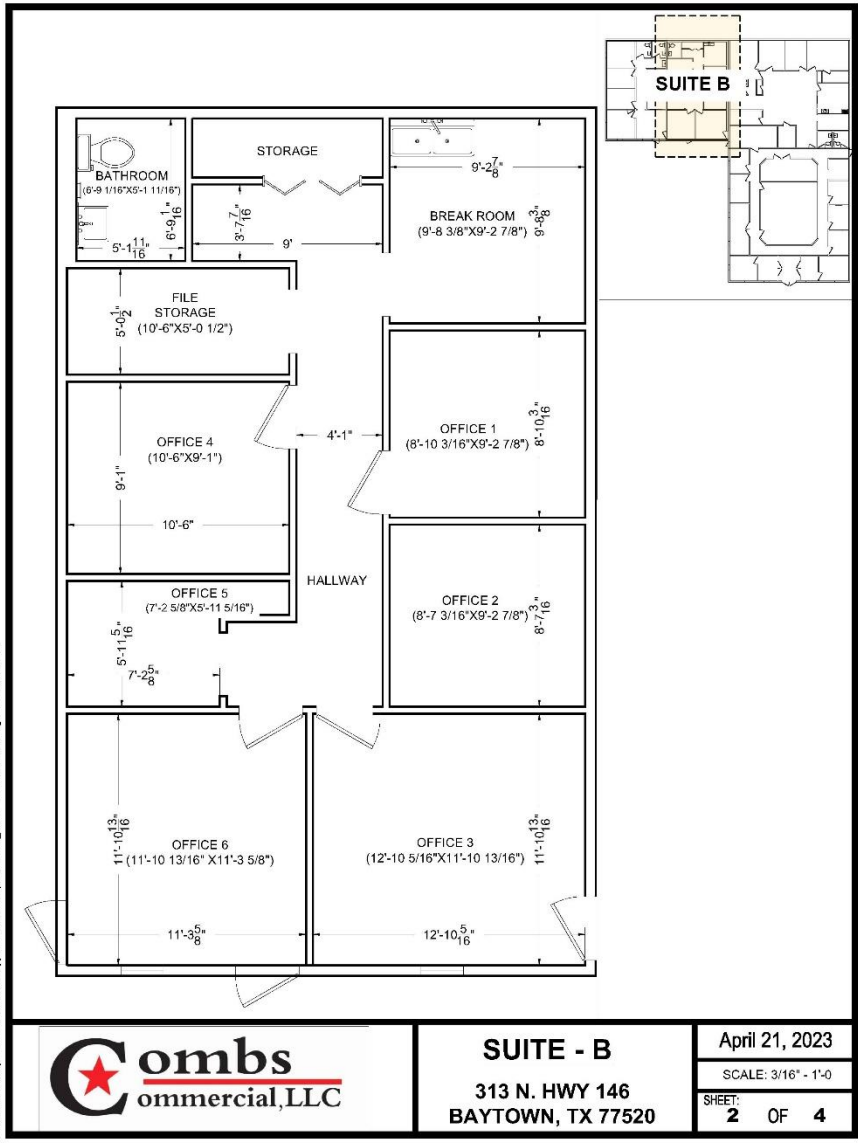 SUITE B
STORAGE
BATHROOM
(6'-9 1/16"X5'-1 11/16")
6'-9 1/16"
5'-1 11/16"
3'-7 7/16"
9'
9'-2 7/8"
BREAK ROOM
(9'-8 3/8"X9'-2 7/8")
9'-8 3/8"
FILE
STORAGE
(10'-6"X5'-0 1/2")
5'-0 1/2"
OFFICE 4
(10'-6"X9'-1")
9'-1"
10'-6"
4'-1"
OFFICE 1
(8'-10 3/16"X9'-2 7/8")
8'-10 3/16"
HALLWAY
OFFICE 5
(7'-2 5/8"X5'-11 5/16")
5'-11 5/16"
7'-2 5/8"
OFFICE 2
(8'-7 3/16"X9'-2 7/8")
8'-7 3/16"
OFFICE 6
(11'-10 13/16" X11'-3 5/8")
11'-10 13/16"
11'-3 5/8"
OFFICE 3
(12'-10 5/16"X11'-10 13/16")
11'-10 13/16"
12'-10 5/16"
Combs
Commercial,LLC
SUITE - B
313 N. HWY 146
BAYTOWN, TX 77520
April 21, 2023
SCALE: 3/16" - 1'-0
SHEET:
2 OF 4